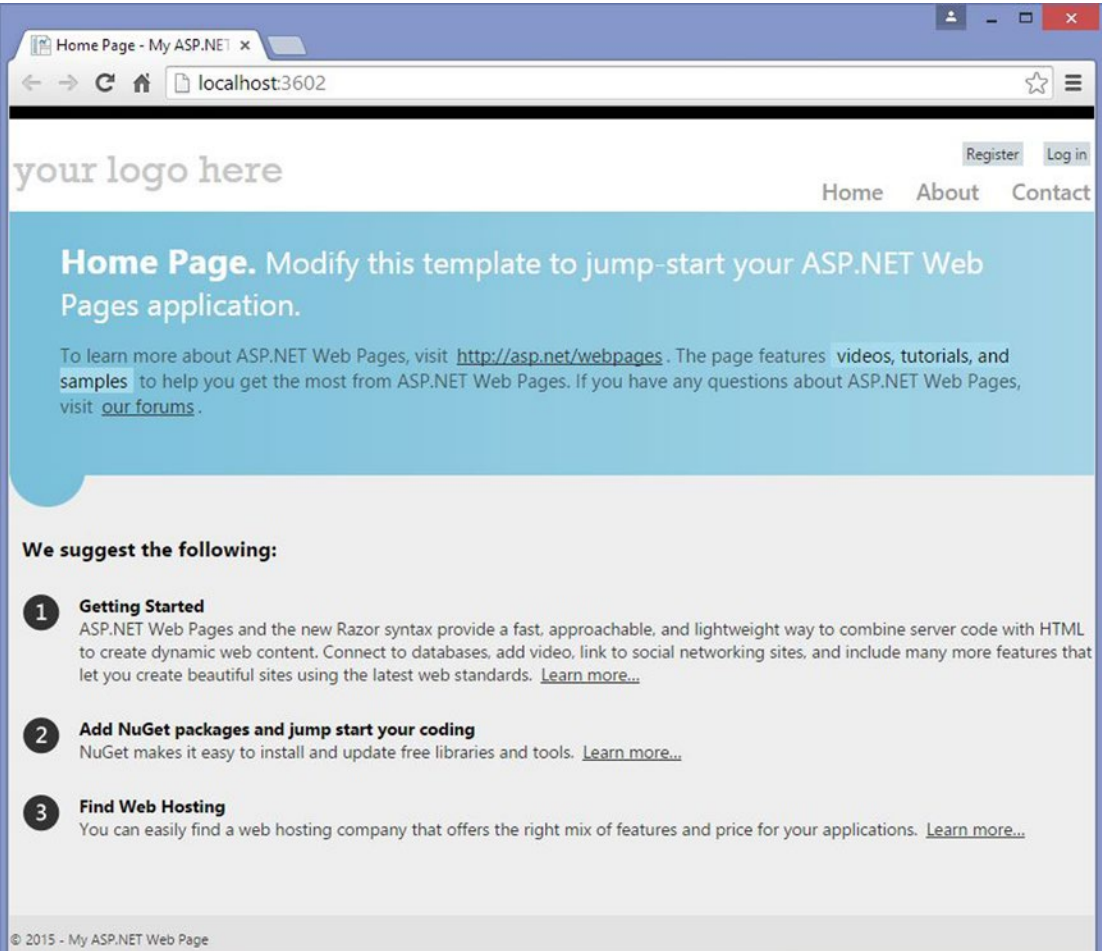 Home Page - My ASP.NET
localhost:3602
your logo here
Register Log in
Home About Contact
Home Page. Modify this template to jump-start your ASP.NET Web
Pages application.
To learn more about ASP.NET Web Pages, visit http://asp.net/webpages. The page features videos, tutorials, and
samples to help you get the most from ASP.NET Web Pages. If you have any questions about ASP.NET Web Pages,
visit our forums.
We suggest the following:
1 Getting Started
ASP.NET Web Pages and the new Razor syntax provide a fast, approachable, and lightweight way to combine server code with HTML
to create dynamic web content. Connect to databases, add video, link to social networking sites, and include many more features that
let you create beautiful sites using the latest web standards. Learn more...
2 Add NuGet packages and jump start your coding
NuGet makes it easy to install and update free libraries and tools. Learn more...
3 Find Web Hosting
You can easily find a web hosting company that offers the right mix of features and price for your applications. Learn more...
© 2015 - My ASP.NET Web Page